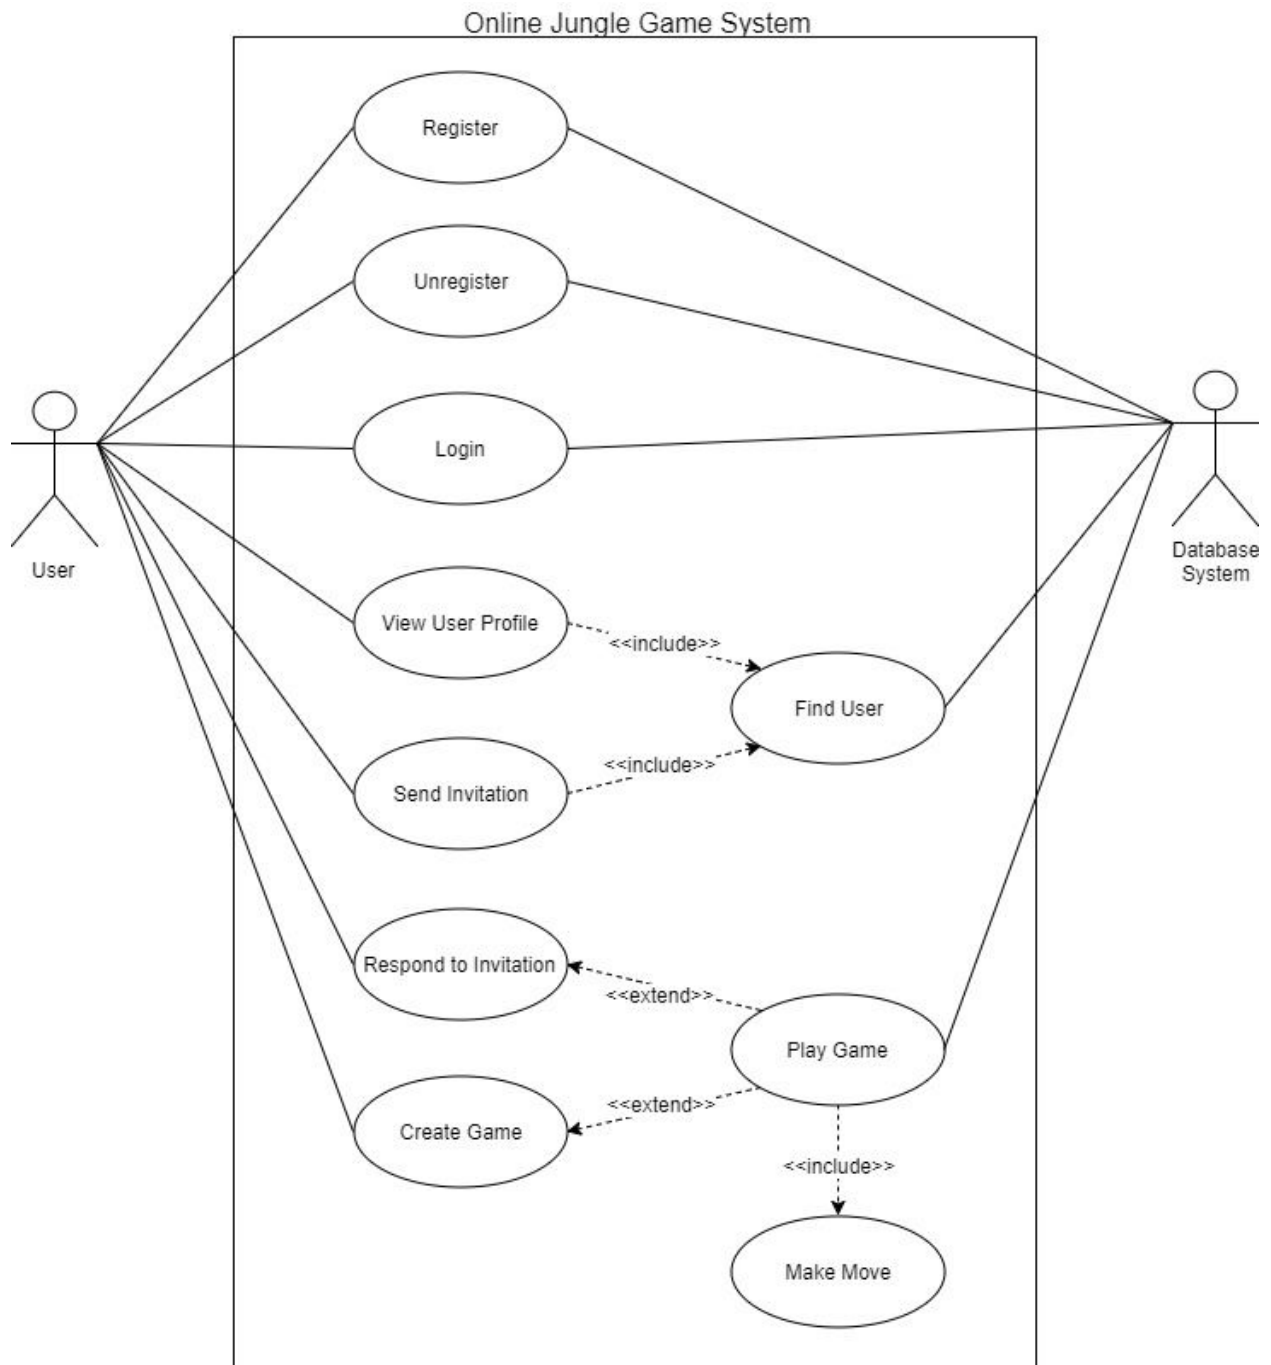 Online Jungle Game System
Register
Unregister
Login
User
Database
System
View User Profile
<<include>>
Find User
<<include>>
Send Invitation
Respond to Invitation
<<extend>>
Play Game
<<extend>>
Create Game
<<include>>
Make Move